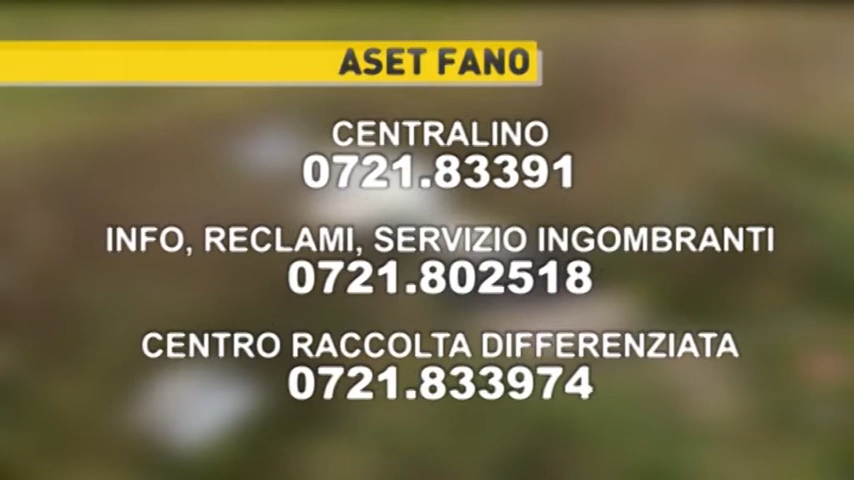 ASET FANO
CENTRALINO
0721.83391
INFO, RECLAMI, SERVIZIO INGOMBRANTI
0721.802518
CENTRO RACCOLTA DIFFERENZIATA
0721.833974